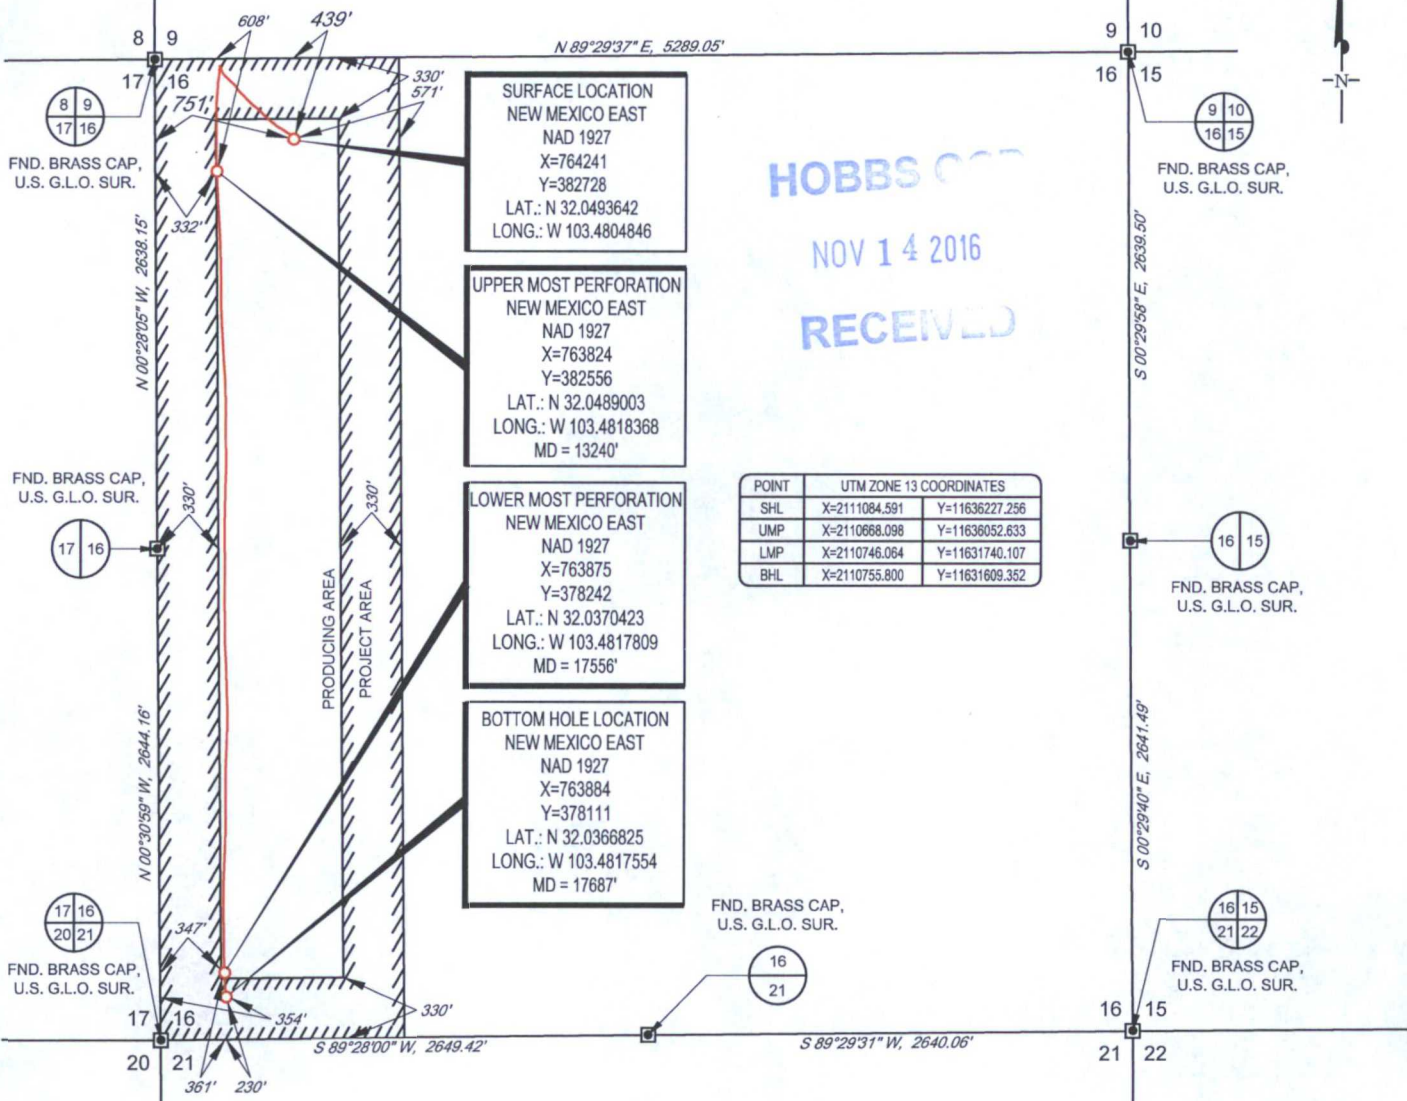 608'
439'
N 89°29'37" E, 5289.05'
8 9
17 16
9 10
16 15
330'
571'
751'
332'
8 9
17 16
FND. BRASS CAP,
U.S. G.L.O. SUR.
9 10
16 15
FND. BRASS CAP,
U.S. G.L.O. SUR.
N
SURFACE LOCATION
NEW MEXICO EAST
NAD 1927
X=764241
Y=382728
LAT.: N 32.0493642
LONG.: W 103.4804846
HOBBS
NOV 14 2016
RECEIVED
N 00°28'05" W, 2638.15'
S 00°29'58" E, 2639.50'
UPPER MOST PERFORATION
NEW MEXICO EAST
NAD 1927
X=763824
Y=382556
LAT.: N 32.0489003
LONG.: W 103.4818368
MD = 13240'
FND. BRASS CAP,
U.S. G.L.O. SUR.
17 16
330'
330'
LOWER MOST PERFORATION
NEW MEXICO EAST
NAD 1927
X=763875
Y=378242
LAT.: N 32.0370423
LONG.: W 103.4817809
MD = 17556'
POINT UTM ZONE 13 COORDINATES
SHL X=2111084.591 Y=11636227.256
UMP X=2110668.098 Y=11636052.633
LMP X=2110746.064 Y=11631740.107
BHL X=2110755.800 Y=11631609.352
16 15
FND. BRASS CAP,
U.S. G.L.O. SUR.
PRODUCING AREA
PROJECT AREA
N 00°30'59" W, 2644.16'
S 00°29'40" E, 2641.49'
BOTTOM HOLE LOCATION
NEW MEXICO EAST
NAD 1927
X=763884
Y=378111
LAT.: N 32.0366825
LONG.: W 103.4817554
MD = 17687'
17 16
20 21
FND. BRASS CAP,
U.S. G.L.O. SUR.
347'
354'
330'
FND. BRASS CAP,
U.S. G.L.O. SUR.
16
21
16 15
21 22
FND. BRASS CAP,
U.S. G.L.O. SUR.
17 16
20 21
361'
230'
S 89°28'00" W, 2649.42'
S 89°29'31" W, 2640.06'
16 15
21 22